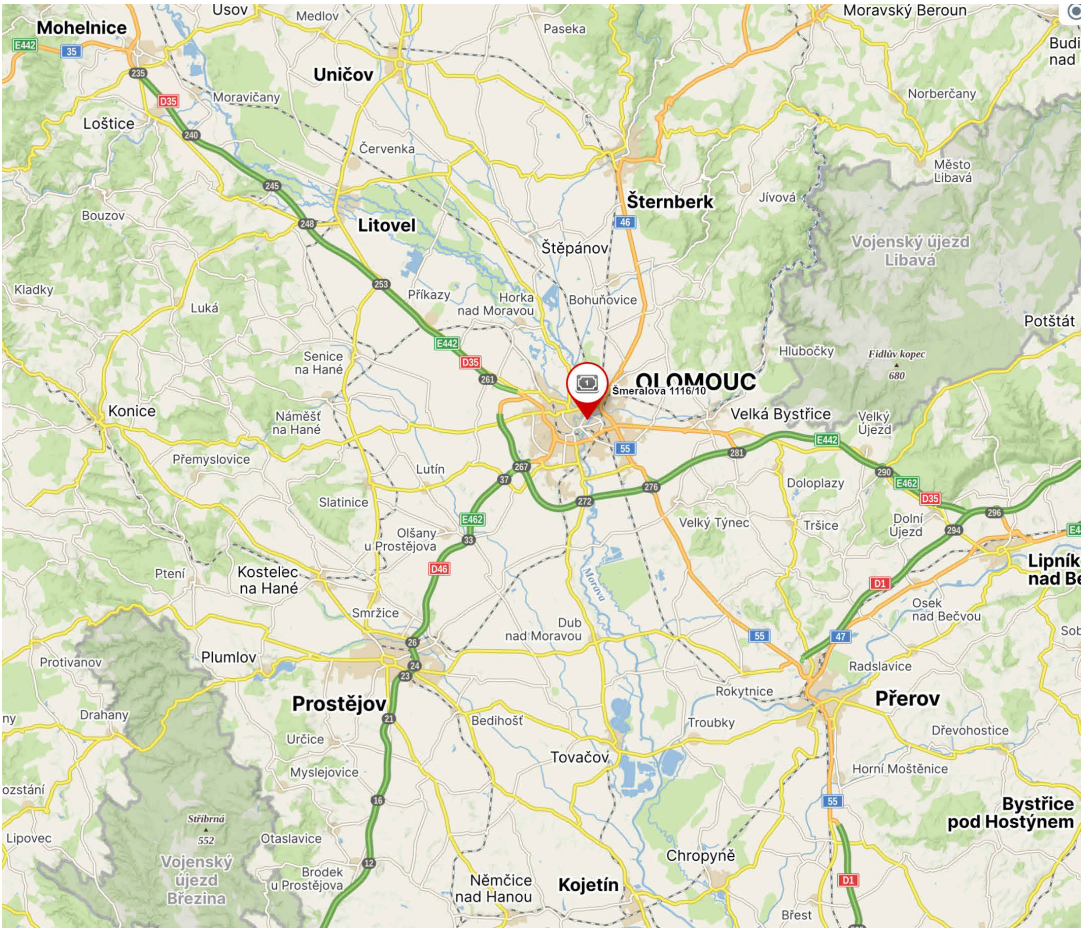 Úsov
Medlov
Mohelnice
Paseka
Moravský Beroun
E442
35
Budi
nad
235
Uničov
D35
Moravičany
Norberčany
Loštice
240
Červenka
Město
Libavá
245
Jívová
Bouzov
248
Litovel
Šternberk
46
Štěpánov
Vojenský újezd
Libavá
Kladky
253
Příkazy
Horka
nad Moravou
Bohuňovice
Luká
Potštát
E442
Senice
na Hané
D35
Hlubočky
Fidlův kopec
680
261
1
OLOMOUC
Šmeralova 1116/10
Konice
Náměšť
na Hané
Velká Bystřice
Velký
Újezd
E442
55
281
Přemyslovice
Lutín
267
290
37
E462
Doloplazy
276
D35
Slatinice
272
296
E462
Velký Týnec
Tršice
Dolní
Újezd
294
E4
Olšany
u Prostějova
33
Lipník
nad Be
D46
Ptení
Kostelec
na Hané
Morava
D1
Smržice
Osek
nad Bečvou
Dub
nad Moravou
55
47
Sob
26
Protivanov
Plumlov
24
Radslavice
23
Rokytnice
Přerov
Prostějov
ny
Drahany
21
Bedihošť
Troubky
Dřevohostice
Určice
Tovačov
Myslejovice
Horní Moštěnice
ozstání
16
55
Bystřice
pod Hostýnem
Stříbrná
552
Lipovec
Otaslavice
Chropyně
Vojenský
újezd
Březina
12
Brodek
u Prostějova
Němčice
nad Hanou
Kojetín
D1
Břest